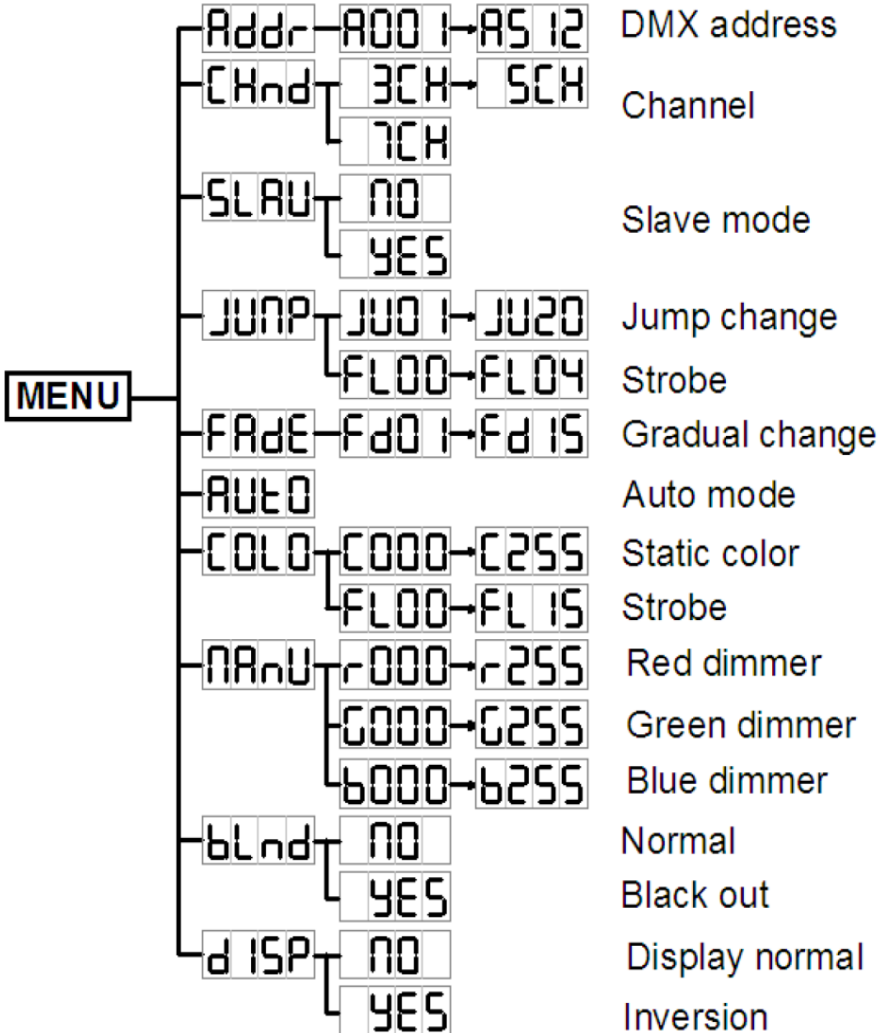 Addr A001 A512 DMX address
CHnd 3CH 5CH
Channel
7CH
SLAU NO
Slave mode
YES
JUMP JU01 JU20 Jump change
FL00 FL04 Strobe
MENU
FAdE Fd01 Fd15 Gradual change
AUtO Auto mode
COLO C000 C255 Static color
FL00 FL15 Strobe
MAnU r000 r255 Red dimmer
G000 G255 Green dimmer
b000 b255 Blue dimmer
bLnd NO Normal
YES Black out
dISP NO Display normal
YES Inversion